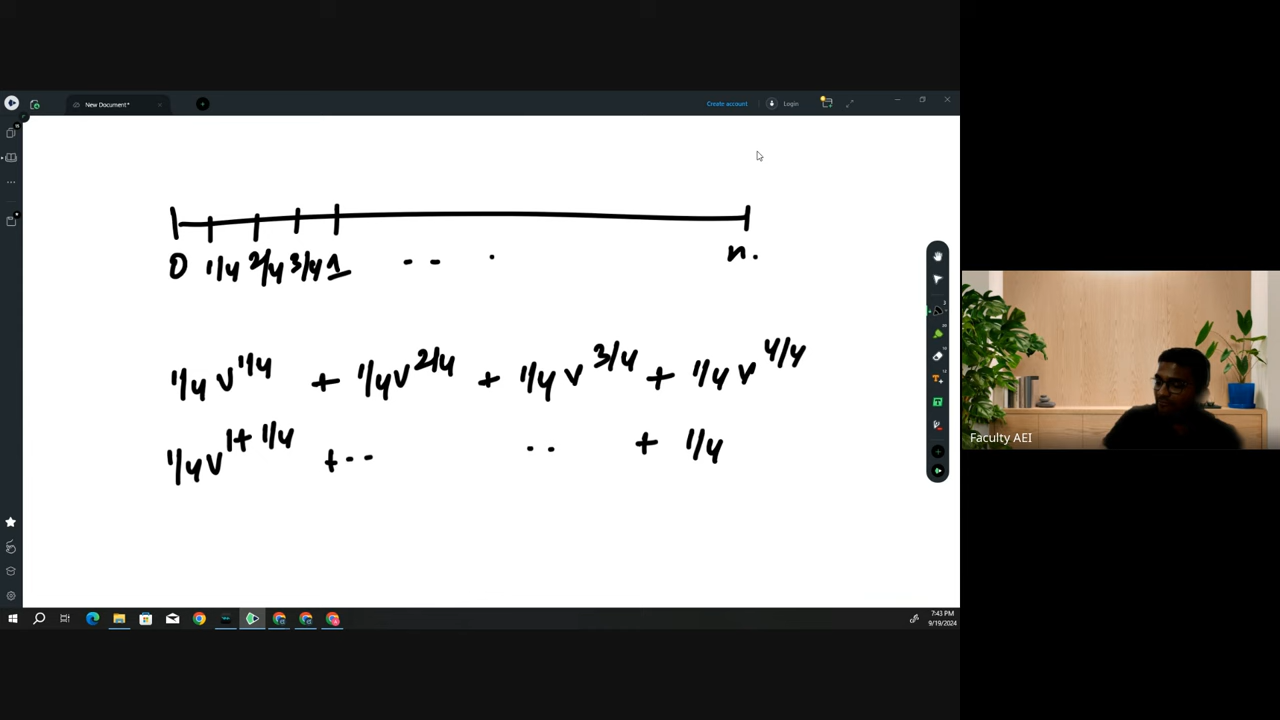 New Document*
Create account
Login
0 1/4 2/4 3/4 1 -- . n.
1/4 v^1/4 + 1/4 v^2/4 + 1/4 v^3/4 + 1/4 v^4/4
1/4 v^1+1/4 +-- -- + 1/4
Faculty AEI
7:43 PM
9/19/2024